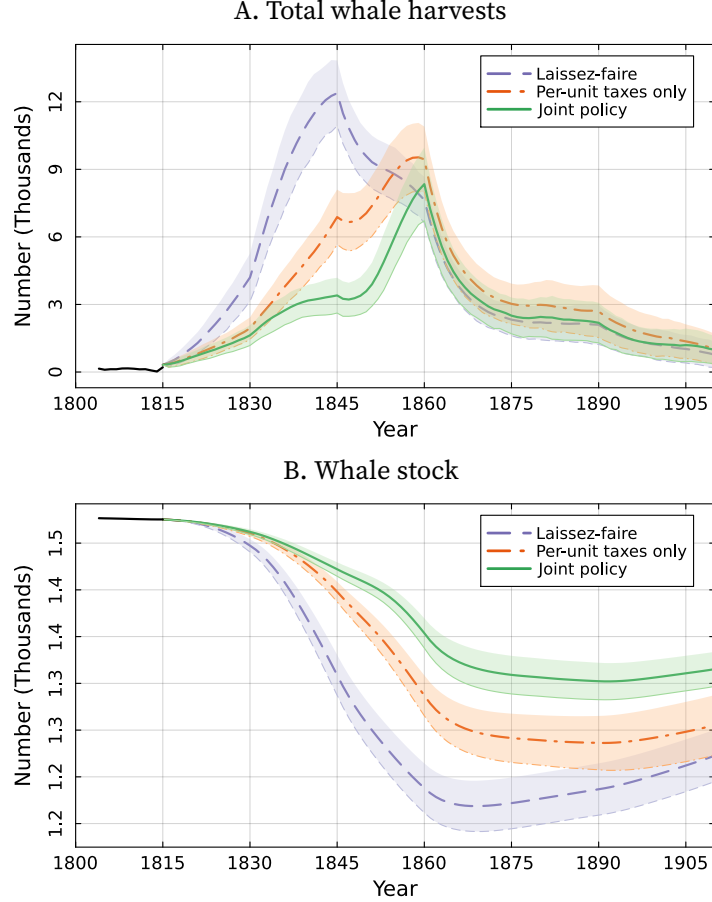 A. Total whale harvests
Number (Thousands)
12
9
6
3
0
Laissez-faire
Per-unit taxes only
Joint policy
1800 1815 1830 1845 1860 1875 1890 1905
Year
B. Whale stock
Number (Thousands)
1.5
1.4
1.4
1.3
1.3
1.2
1.2
Laissez-faire
Per-unit taxes only
Joint policy
1800 1815 1830 1845 1860 1875 1890 1905
Year